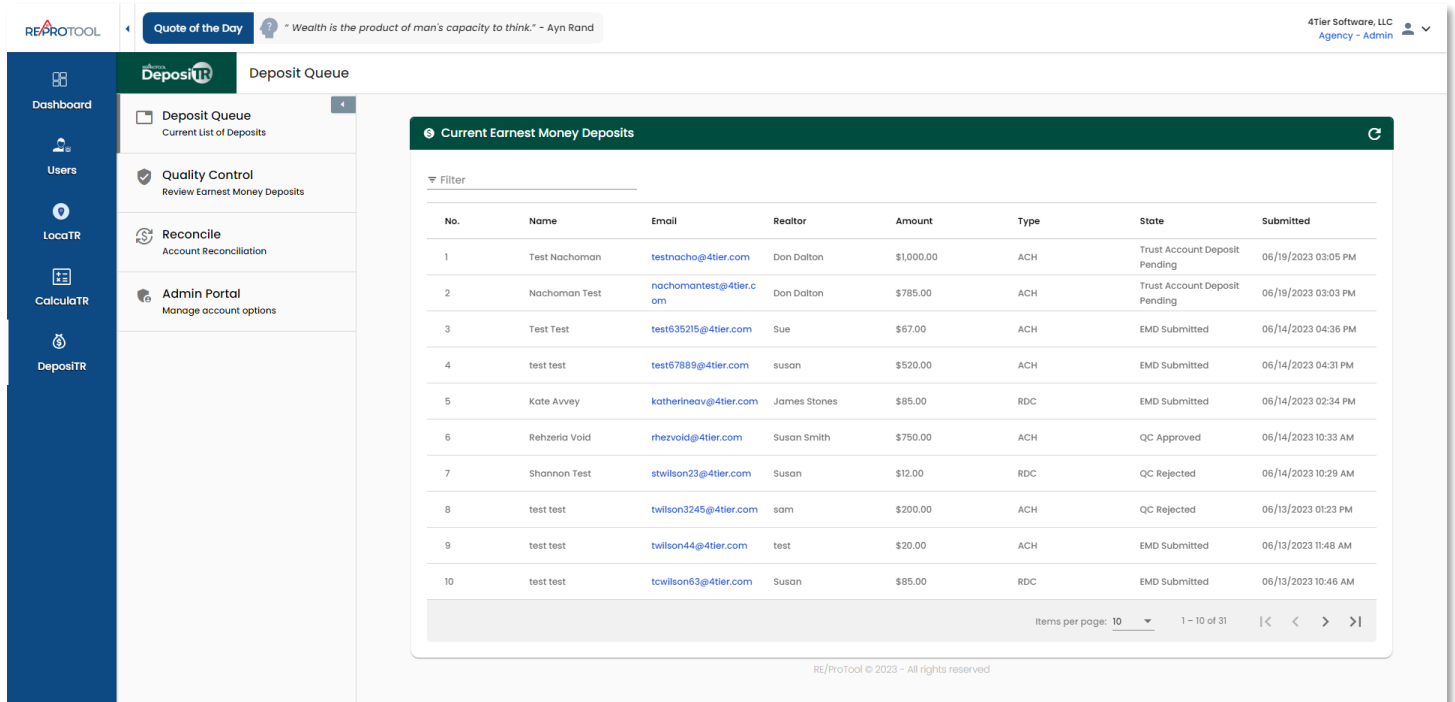 RE/PROTOOL
Quote of the Day
“ Wealth is the product of man's capacity to think.” - Ayn Rand
4Tier Software, LLC
Agency - Admin
Dashboard
Users
LocaTR
CalculaTR
DeposiTR
DeposiTR
Deposit Queue
Deposit Queue
Current List of Deposits
Quality Control
Review Earnest Money Deposits
Reconcile
Account Reconciliation
Admin Portal
Manage account options
Current Earnest Money Deposits
Filter
No. Name Email Realtor Amount Type State Submitted
1 Test Nachoman testnacho@4tier.com Don Dalton $1,000.00 ACH Trust Account Deposit Pending 06/19/2023 03:05 PM
2 Nachoman Test nachomantest@4tier.com Don Dalton $785.00 ACH Trust Account Deposit Pending 06/19/2023 03:03 PM
3 Test Test test635215@4tier.com Sue $67.00 ACH EMD Submitted 06/14/2023 04:36 PM
4 test test test67889@4tier.com susan $520.00 ACH EMD Submitted 06/14/2023 04:31 PM
5 Kate Avvey katherineav@4tier.com James Stones $85.00 RDC EMD Submitted 06/14/2023 02:34 PM
6 Rehzeria Void rhezvoid@4tier.com Susan Smith $750.00 ACH QC Approved 06/14/2023 10:33 AM
7 Shannon Test stwilson23@4tier.com Susan $12.00 RDC QC Rejected 06/14/2023 10:29 AM
8 test test twilson3245@4tier.com sam $200.00 ACH QC Rejected 06/13/2023 01:23 PM
9 test test twilson44@4tier.com test $20.00 ACH EMD Submitted 06/13/2023 11:48 AM
10 test test tcwilson63@4tier.com Susan $85.00 RDC EMD Submitted 06/13/2023 10:46 AM
Items per page: 10 1 – 10 of 31
RE/ProTool © 2023 - All rights reserved